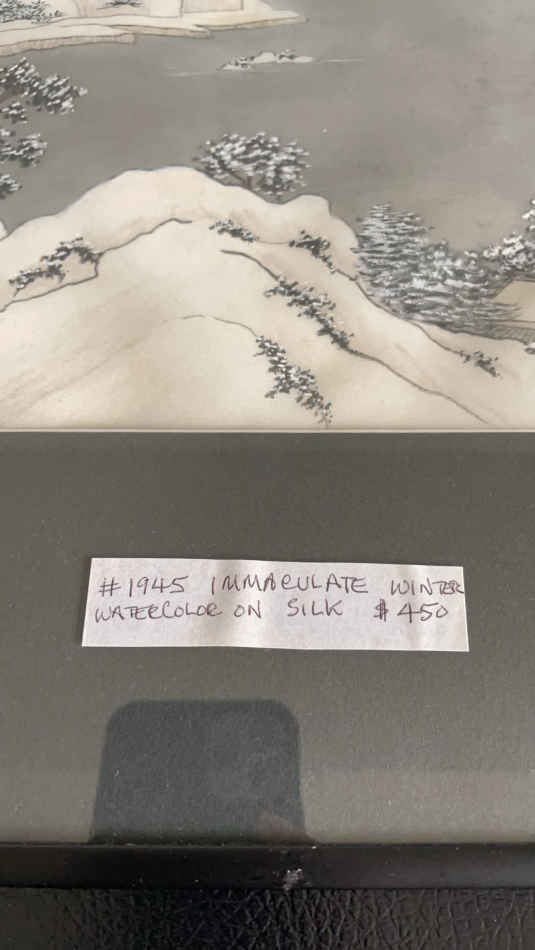 #1945 IMMACULATE WINTER
WATERCOLOR ON SILK $450